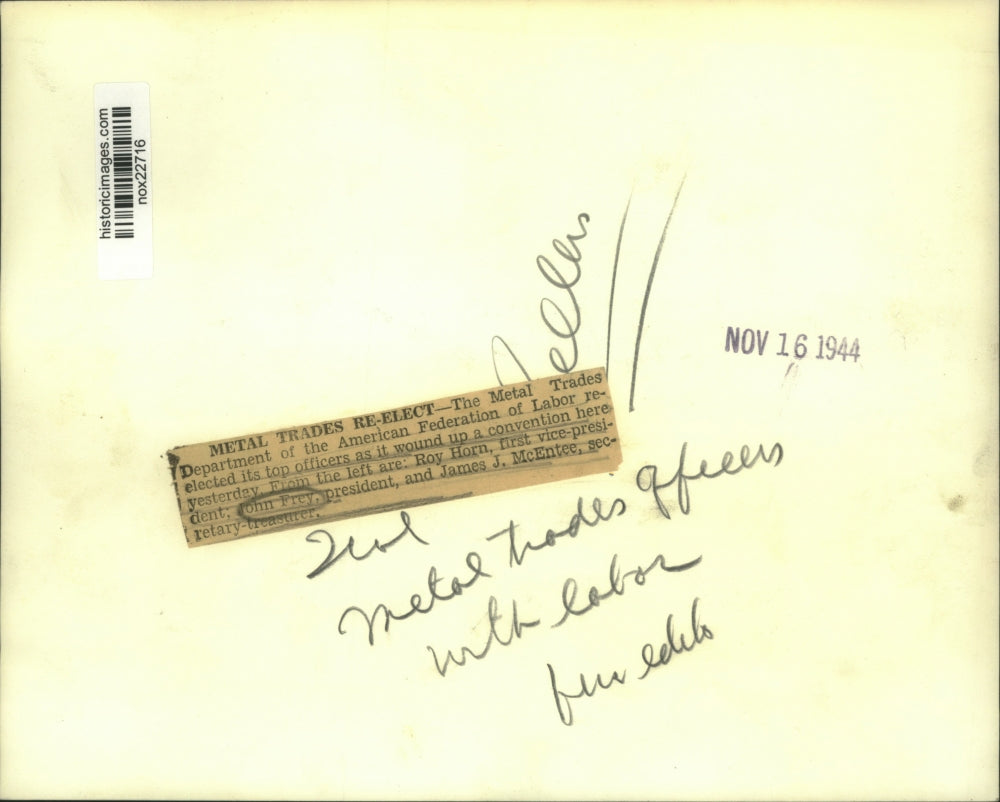 historicimages.com
nox22716
NOV 16 1944
METAL TRADES RE-ELECT—The Metal Trades
Department of the American Federation of Labor re-
elected its top officers as it wound up a convention here
yesterday. From the left are: Roy Horn, first vice-presi-
dent; John Frey, president, and James J. McEntee, sec-
retary-treasurer.
metal trades officers
with labor